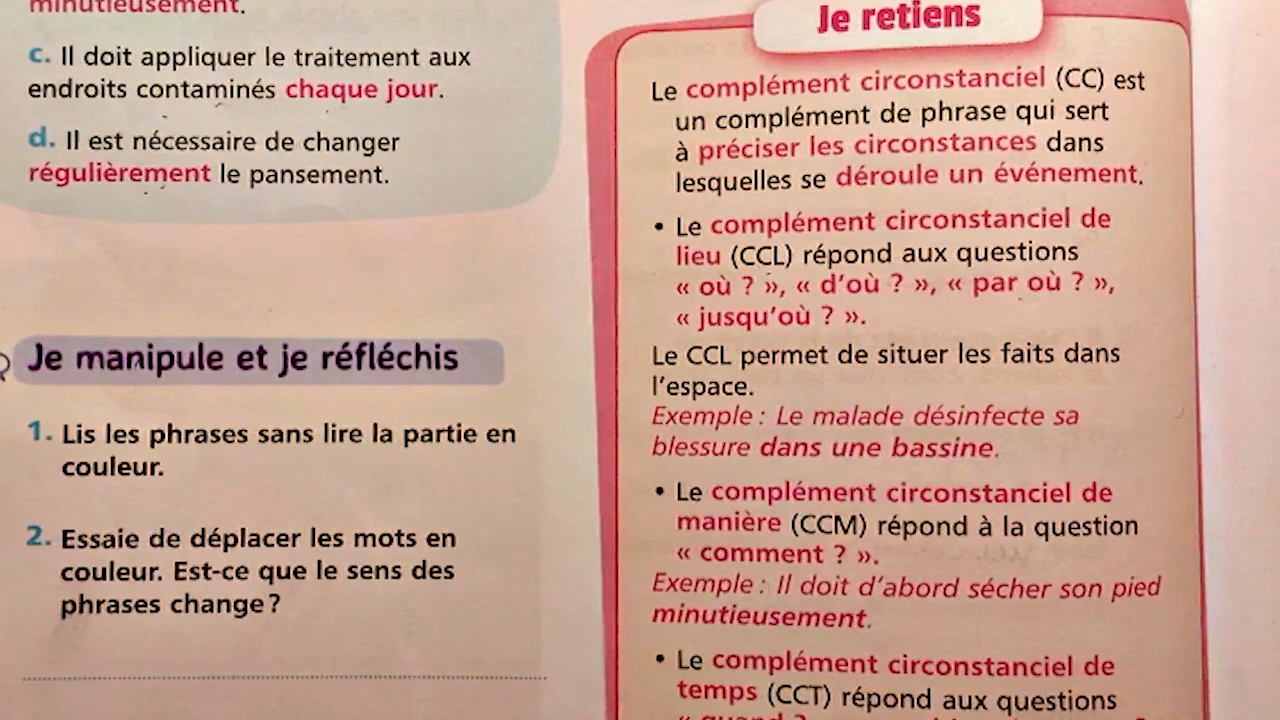 minutieusement.
c. Il doit appliquer le traitement aux
endroits contaminés chaque jour.
d. Il est nécessaire de changer
régulièrement le pansement.
Je manipule et je réfléchis
1. Lis les phrases sans lire la partie en
couleur.
2. Essaie de déplacer les mots en
couleur. Est-ce que le sens des
phrases change ?
Je retiens
Le complément circonstanciel (CC) est
un complément de phrase qui sert
à préciser les circonstances dans
lesquelles se déroule un événement.
• Le complément circonstanciel de
lieu (CCL) répond aux questions
« où ? », « d'où ? », « par où ? »,
« jusqu'où ? ».
Le CCL permet de situer les faits dans
l'espace.
Exemple : Le malade désinfecte sa
blessure dans une bassine.
• Le complément circonstanciel de
manière (CCM) répond à la question
« comment ? ».
Exemple : Il doit d'abord sécher son pied
minutieusement.
• Le complément circonstanciel de
temps (CCT) répond aux questions
« quand ?